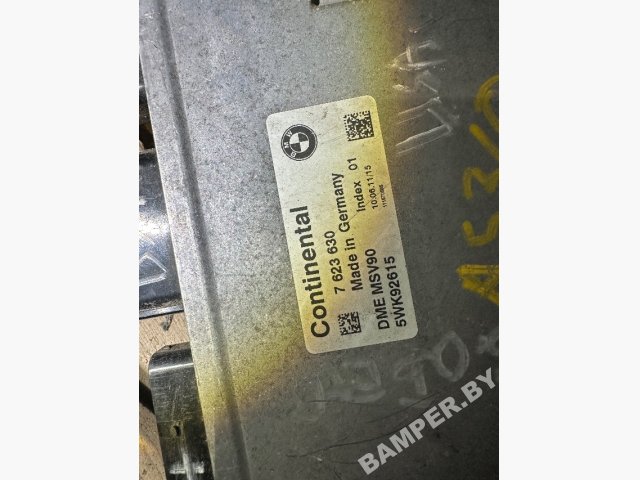 Continental
7 623 630
Made in Germany
Index 01
10.06.11/15
DME MSV90
5WK92615
BAMPER.BY